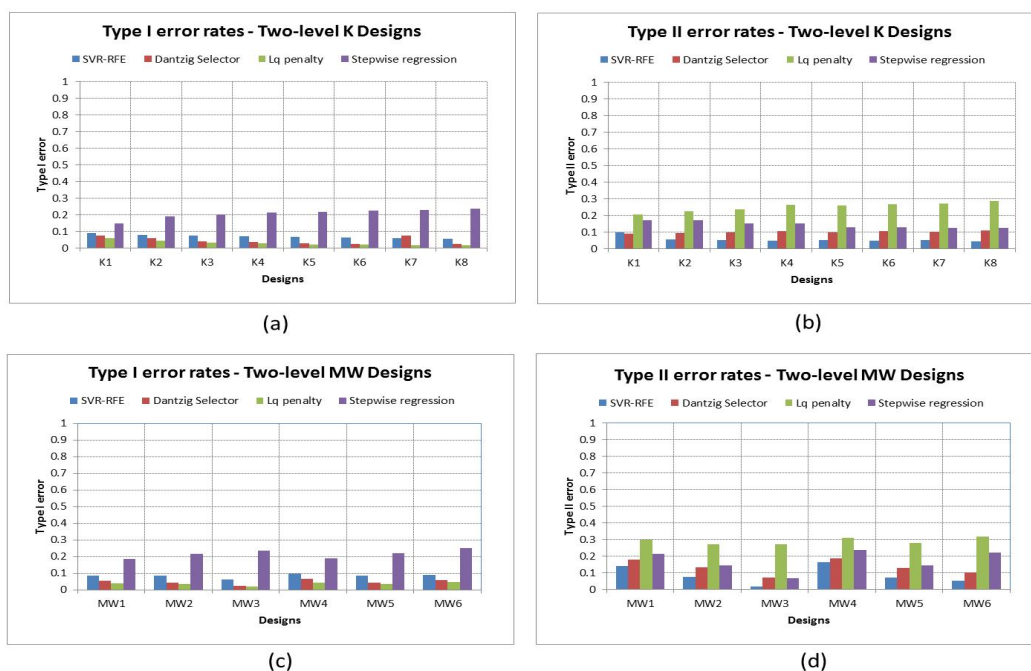 Type I error rates - Two-level K Designs
SVR-RFE Dantzig Selector Lq penalty Stepwise regression
1
0.9
0.8
0.7
0.6
0.5
0.4
0.3
0.2
0.1
0
Type I error
K1 K2 K3 K4 K5 K6 K7 K8
Designs
(a)
Type II error rates - Two-level K Designs
SVR-RFE Dantzig Selector Lq penalty Stepwise regression
1
0.9
0.8
0.7
0.6
0.5
0.4
0.3
0.2
0.1
0
Type II error
K1 K2 K3 K4 K5 K6 K7 K8
Designs
(b)
Type I error rates - Two-level MW Designs
SVR-RFE Dantzig Selector Lq penalty Stepwise regression
1
0.9
0.8
0.7
0.6
0.5
0.4
0.3
0.2
0.1
0
Type I error
MW1 MW2 MW3 MW4 MW5 MW6
Designs
(c)
Type II error rates - Two-level MW Designs
SVR-RFE Dantzig Selector Lq penalty Stepwise regression
1
0.9
0.8
0.7
0.6
0.5
0.4
0.3
0.2
0.1
0
Type II error
MW1 MW2 MW3 MW4 MW5 MW6
Designs
(d)